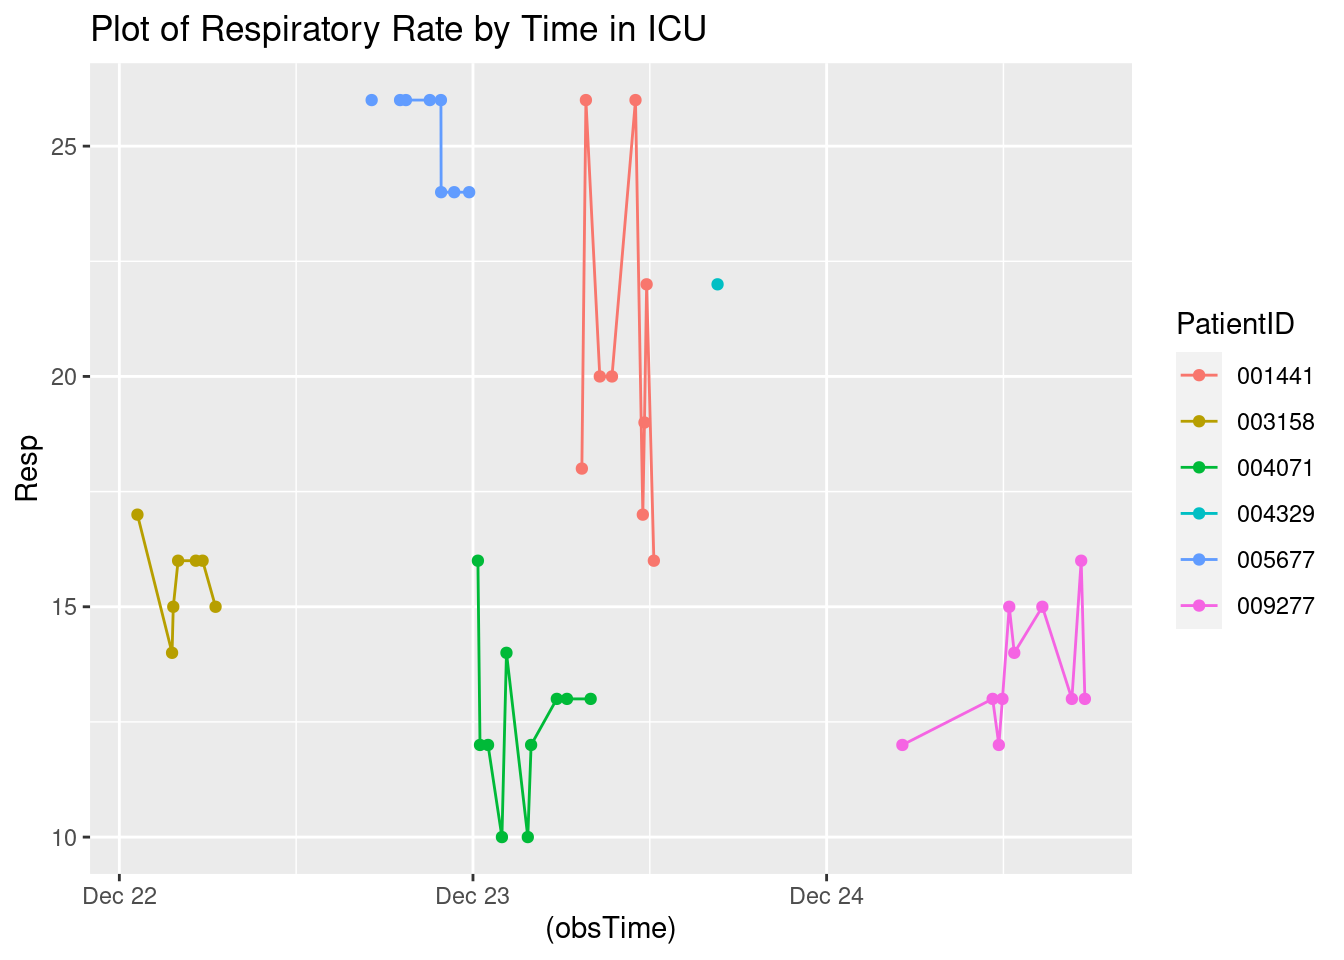 Plot of Respiratory Rate by Time in ICU
25
20
15
10
Resp
Dec 22
Dec 23
Dec 24
(obsTime)
PatientID
001441
003158
004071
004329
005677
009277